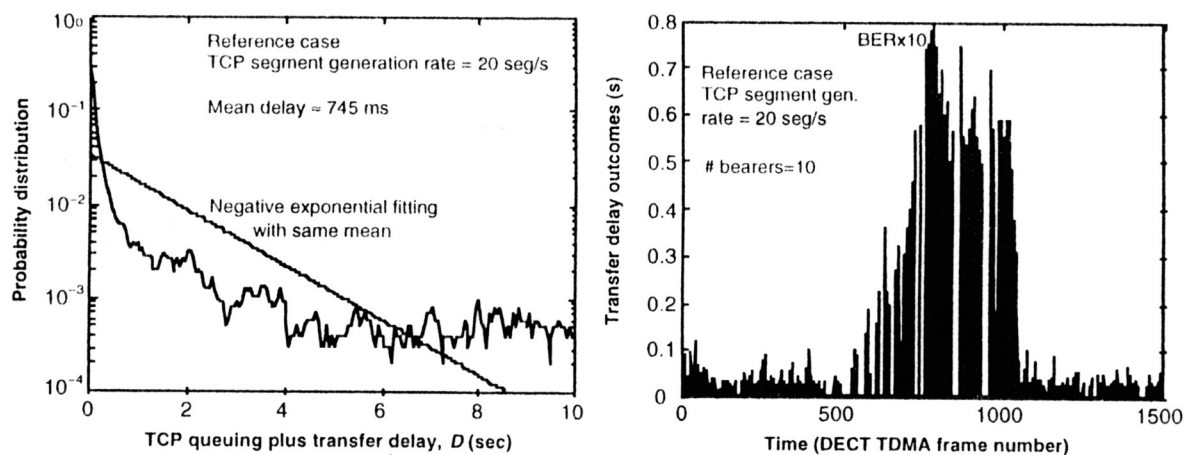 10⁰
10⁻¹
10⁻²
10⁻³
10⁻⁴
Probability distribution
Reference case
TCP segment generation rate = 20 seg/s
Mean delay = 745 ms
Negative exponential fitting
with same mean
0 2 4 6 8 10
TCP queuing plus transfer delay, D (sec)
0.8
0.7
0.6
0.5
0.4
0.3
0.2
0.1
0
Transfer delay outcomes (s)
BERx10
Reference case
TCP segment gen.
rate = 20 seg/s
# bearers=10
0 500 1000 1500
Time (DECT TDMA frame number)